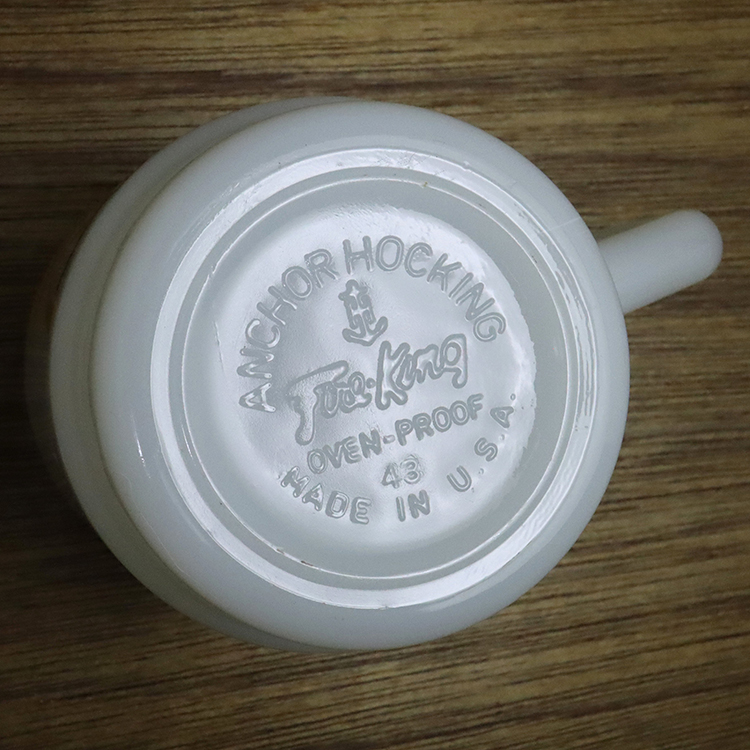 ANCHOR HOCKING
Fire-King
OVEN-PROOF
43
MADE IN U.S.A.